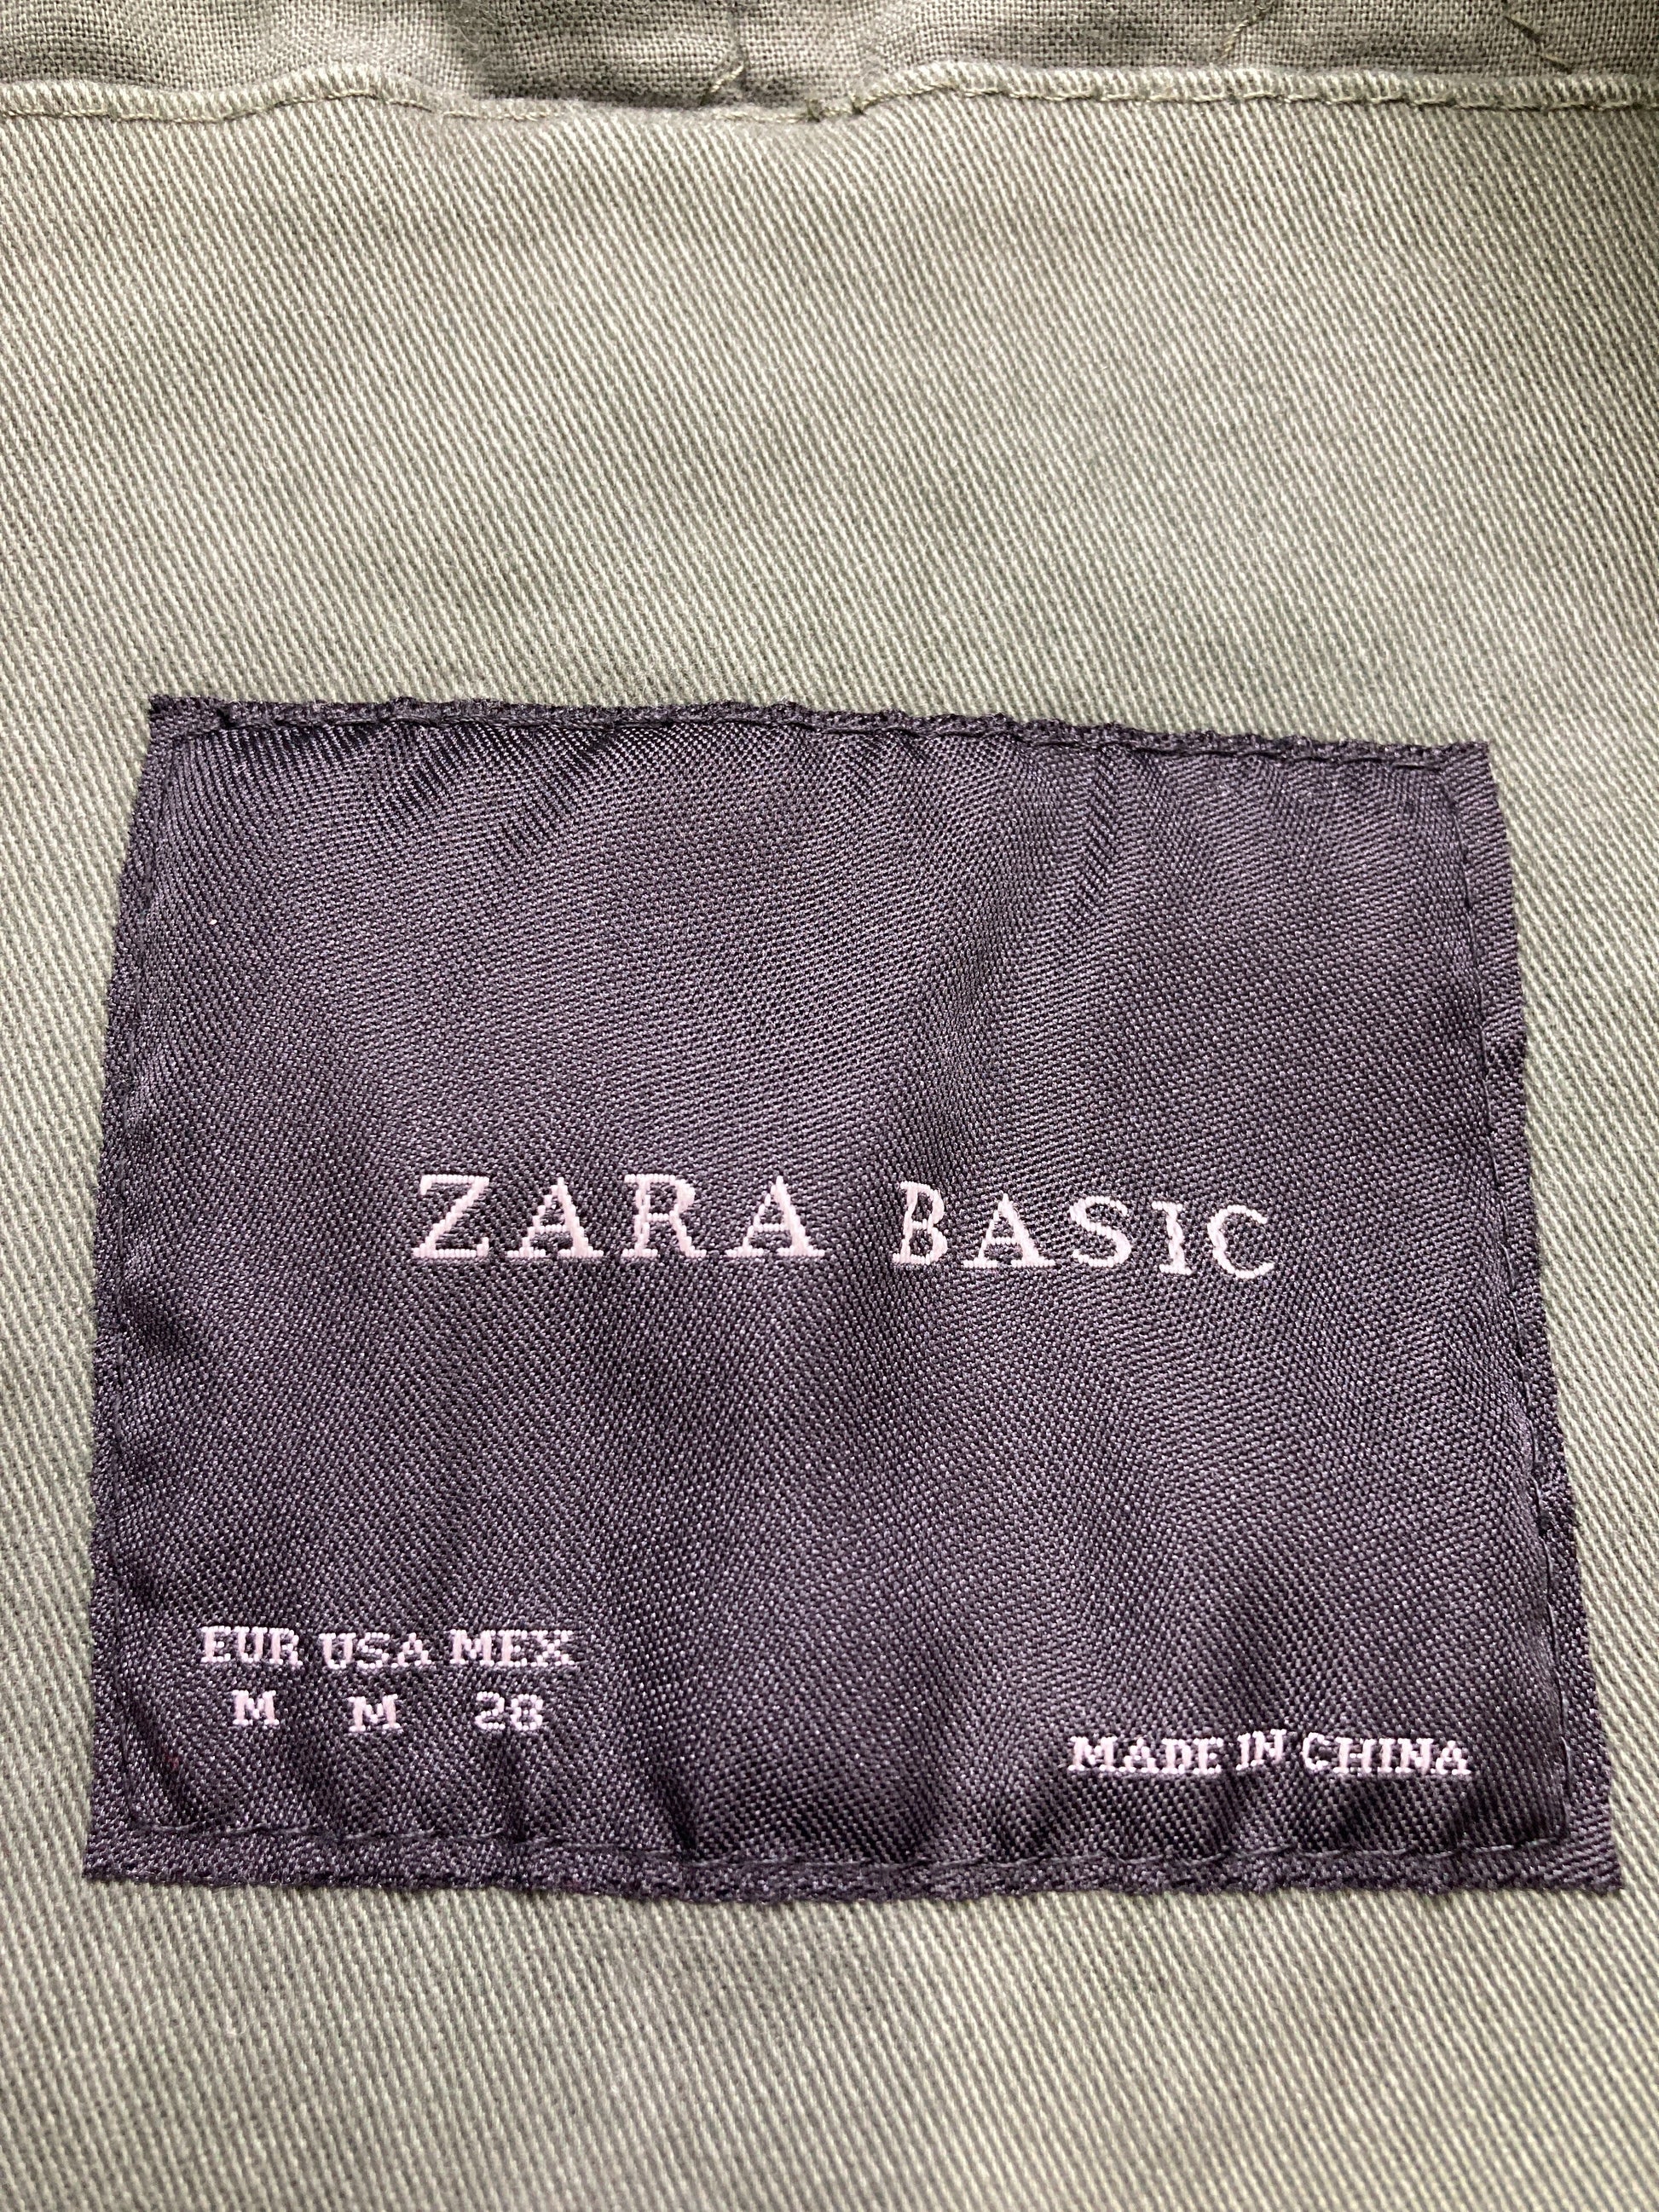 ZARA BASIC
EUR USA MEX
M M 28
MADE IN CHINA